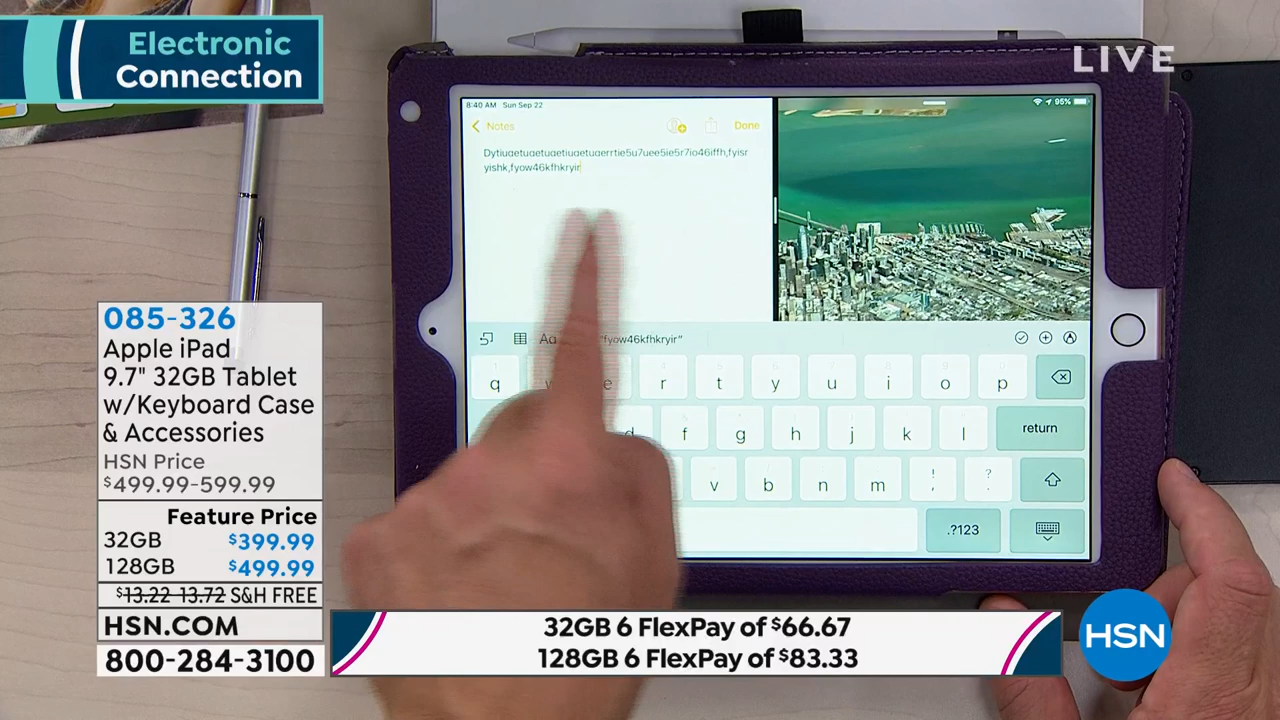 Electronic
Connection
LIVE
8:40 AM Sun Sep 22
95%
Notes
Done
Dytiuqetuqetuqetiuqetuqerrtie5u7uee5ie5r7io46iffh,fyisr
yishk,fyow46kfhkryir
Aa
"fyow46kfhkryir"
q w e r t y u i o p
d f g h j k l
return
v b n m ! , ? .
.?123
085-326
Apple iPad
9.7" 32GB Tablet
w/Keyboard Case
& Accessories
HSN Price
$499.99-599.99
Feature Price
32GB $399.99
128GB $499.99
$13.22-13.72 S&H FREE
HSN.COM
800-284-3100
32GB 6 FlexPay of $66.67
128GB 6 FlexPay of $83.33
HSN